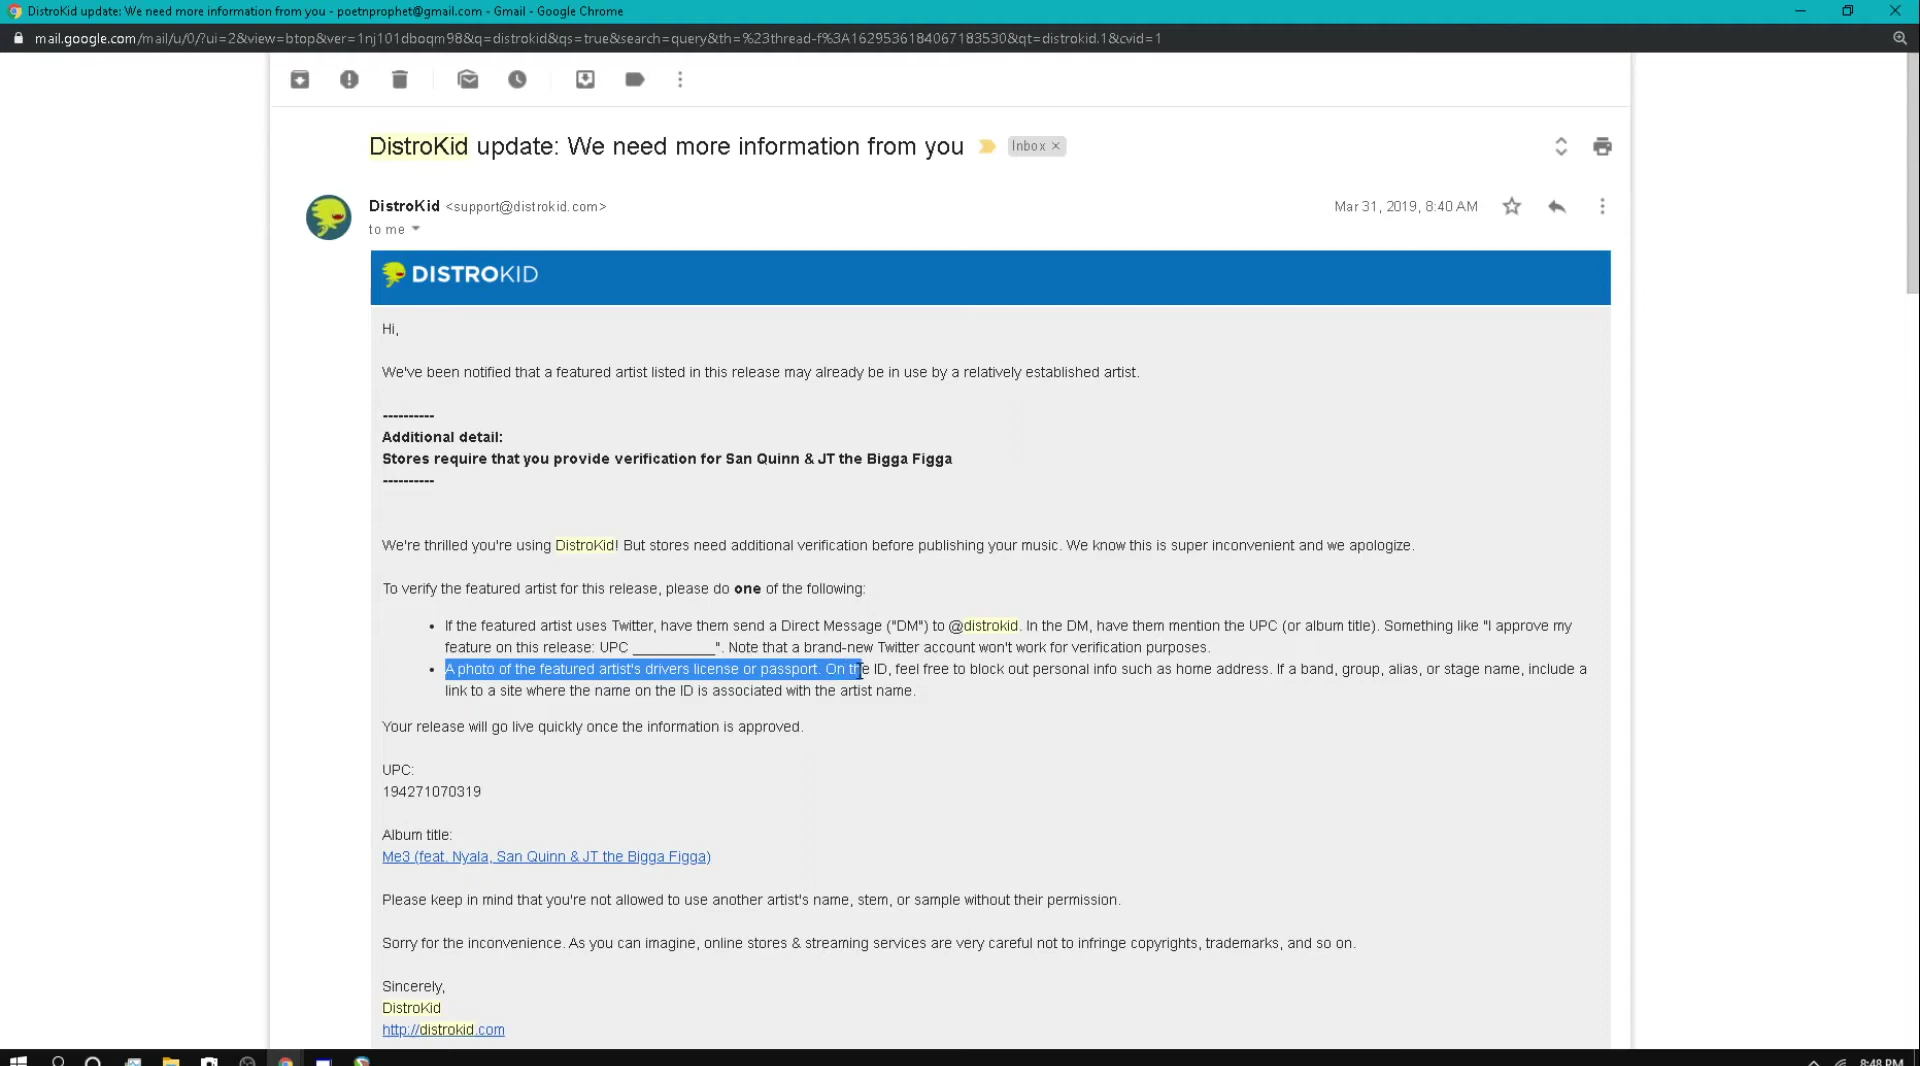 DistroKid update: We need more information from you - poetnprophet@gmail.com - Gmail - Google Chrome
mail.google.com/mail/u/0/?ui=2&view=btop&ver=1nj101dboqm98&q=distrokid&qs=true&search=query&th=%23thread-f%3A1629536184067183530&qt=distrokid.1&cvid=1
DistroKid update: We need more information from you Inbox ×
DistroKid <support@distrokid.com> Mar 31, 2019, 8:40 AM
to me
DISTROKID
Hi,
We've been notified that a featured artist listed in this release may already be in use by a relatively established artist.
----------
Additional detail:
Stores require that you provide verification for San Quinn & JT the Bigga Figga
----------
We're thrilled you're using DistroKid! But stores need additional verification before publishing your music. We know this is super inconvenient and we apologize.
To verify the featured artist for this release, please do one of the following:
• If the featured artist uses Twitter, have them send a Direct Message ("DM") to @distrokid. In the DM, have them mention the UPC (or album title). Something like "I approve my
feature on this release: UPC __________". Note that a brand-new Twitter account won't work for verification purposes.
• A photo of the featured artist's drivers license or passport. On the ID, feel free to block out personal info such as home address. If a band, group, alias, or stage name, include a
link to a site where the name on the ID is associated with the artist name.
Your release will go live quickly once the information is approved.
UPC:
194271070319
Album title:
Me3 (feat. Nyala, San Quinn & JT the Bigga Figga)
Please keep in mind that you're not allowed to use another artist's name, stem, or sample without their permission.
Sorry for the inconvenience. As you can imagine, online stores & streaming services are very careful not to infringe copyrights, trademarks, and so on.
Sincerely,
DistroKid
http://distrokid.com
8:48 PM